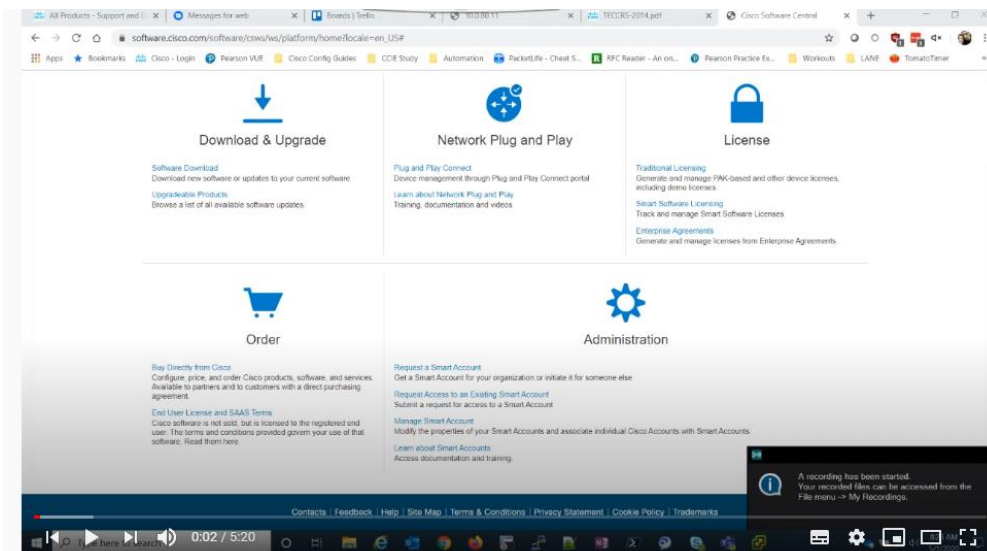 All Products - Support and D
Messages for web
Boards | Trello
10.0.90.11
TECCRS-2014.pdf
Cisco Software Central
software.cisco.com/software/csws/ws/platform/home?locale=en_US#
Apps
Bookmarks
Cisco - Login
Pearson VUE
Cisco Config Guides
CCIE Study
Automation
PacketLife - Cheat S...
RFC Reader - An on...
Pearson Practice Ex...
Workouts
LANE
TomatoTimer
Download & Upgrade
Software Download
Download new software or updates to your current software
Upgradeable Products
Browse a list of all available software updates.
Network Plug and Play
Plug and Play Connect
Device management through Plug and Play Connect portal
Learn about Network Plug and Play
Training, documentation and videos
License
Traditional Licensing
Generate and manage PAK-based and other device licenses,
including demo licenses
Smart Software Licensing
Track and manage Smart Software Licenses.
Enterprise Agreements
Generate and manage licenses from Enterprise Agreements.
Order
Buy Directly from Cisco
Configure, price, and order Cisco products, software, and services.
Available to partners and to customers with a direct purchasing
agreement.
End User License and SAAS Terms
Cisco software is not sold, but is licensed to the registered end
user. The terms and conditions provided govern your use of that
software. Read them here.
Administration
Request a Smart Account
Get a Smart Account for your organization or initiate it for someone else
Request Access to an Existing Smart Account
Submit a request for access to a Smart Account
Manage Smart Account
Modify the properties of your Smart Accounts and associate individual Cisco Accounts with Smart Accounts.
Learn about Smart Accounts
Access documentation and training.
A recording has been started.
Your recorded files can be accessed from the
File menu -> My Recordings.
Contacts | Feedback | Help | Site Map | Terms & Conditions | Privacy Statement | Cookie Policy | Trademarks
Type here to search
0:02 / 5:20